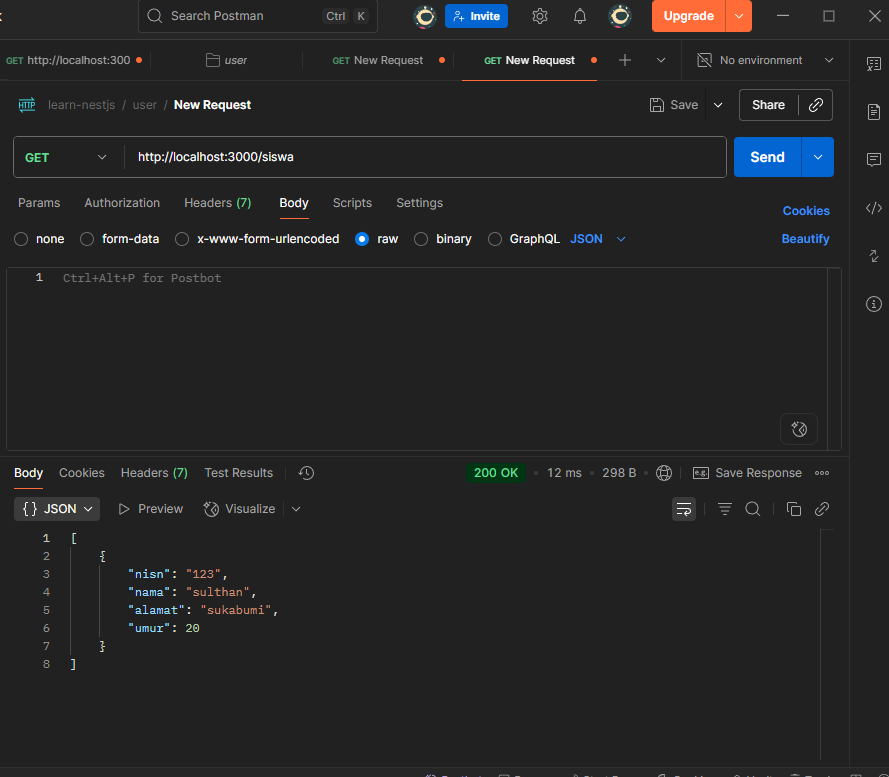 Search Postman Ctrl K Invite Upgrade
GET http://localhost:300 user GET New Request GET New Request No environment
HTTP learn-nestjs / user / New Request Save Share
GET http://localhost:3000/siswa Send
Params Authorization Headers (7) Body Scripts Settings Cookies
none form-data x-www-form-urlencoded raw binary GraphQL JSON Beautify
1 Ctrl+Alt+P for Postbot
Body Cookies Headers (7) Test Results 200 OK 12 ms 298 B e.g. Save Response
{} JSON Preview Visualize
1 [
2 {
3 "nisn": "123",
4 "nama": "sulthan",
5 "alamat": "sukabumi",
6 "umur": 20
7 }
8 ]